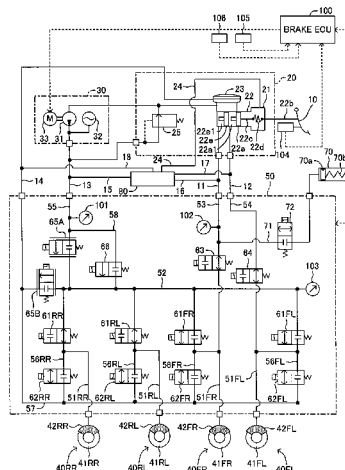 106 105 100
BRAKE ECU
30 24 20
23 22 21 22b 10
M
33 31 32 25
22e1
22a
22a1
22c
22d
104
24
18 17
15 80 16
14 13 11 12 50
70
70a 70b
55 101 53 54
58 102 72
65A 66 63 71
64
65B 52 103
61RR 61RL 61FR 61FL
56RR 56RL 56FR 56FL
51FL
62RR 62RL 62FR 62FL
57 51RR 51RL 51FR
42RR 42RL 42FR 42FL
40RR 41RR 40RL 41RL 40FR 41FR 41FL 40FL